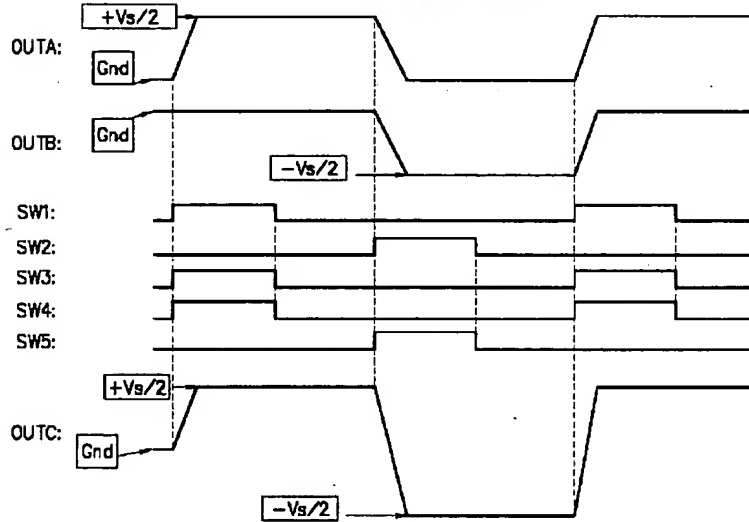 +Vs/2
OUTA:
Gnd
Gnd
OUTB:
-Vs/2
SW1:
SW2:
SW3:
SW4:
SW5:
+Vs/2
OUTC:
Gnd
-Vs/2